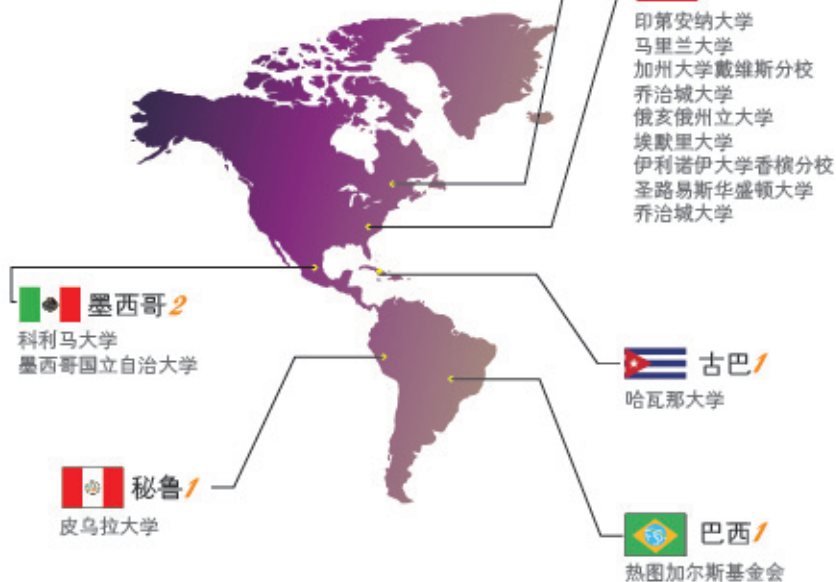 印第安纳大学
马里兰大学
加州大学戴维斯分校
乔治城大学
俄亥俄州立大学
埃默里大学
伊利诺伊大学香槟分校
圣路易斯华盛顿大学
乔治城大学
墨西哥2
科利马大学
墨西哥国立自治大学
古巴1
哈瓦那大学
秘鲁1
皮乌拉大学
巴西1
热图加尔斯基金会